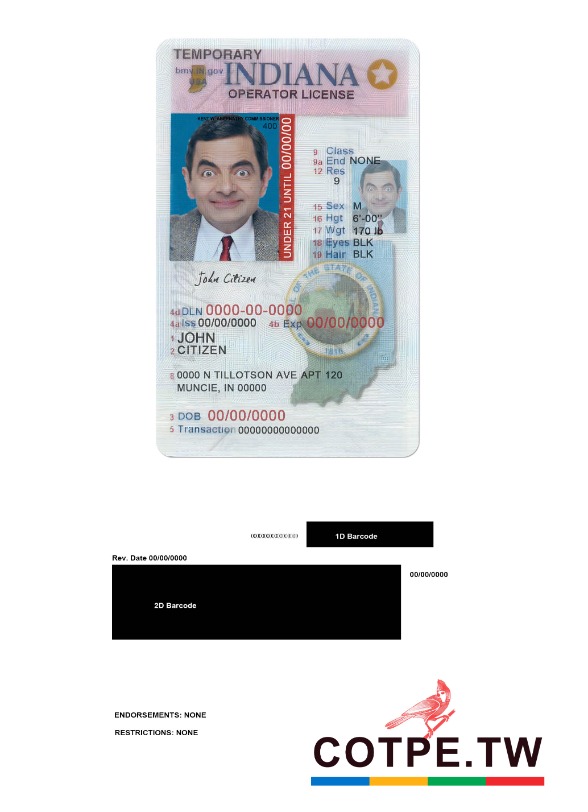 TEMPORARY
bmv.IN.gov
USA
INDIANA
OPERATOR LICENSE
400
UNDER 21 UNTIL 00/00/00
9 Class
9a End NONE
12 Res
9
15 Sex M
16 Hgt 6'-00"
17 Wgt 170 lb
18 Eyes BLK
19 Hair BLK
John Citizen
OF THE STATE OF INDIANA
1816
4d DLN 0000-00-0000
4a Iss 00/00/0000 4b Exp 00/00/0000
1 JOHN
2 CITIZEN
8 0000 N TILLOTSON AVE APT 120
MUNCIE, IN 00000
3 DOB 00/00/0000
5 Transaction 00000000000000
1D Barcode
Rev. Date 00/00/0000
00/00/0000
2D Barcode
ENDORSEMENTS: NONE
RESTRICTIONS: NONE
COTPE.TW